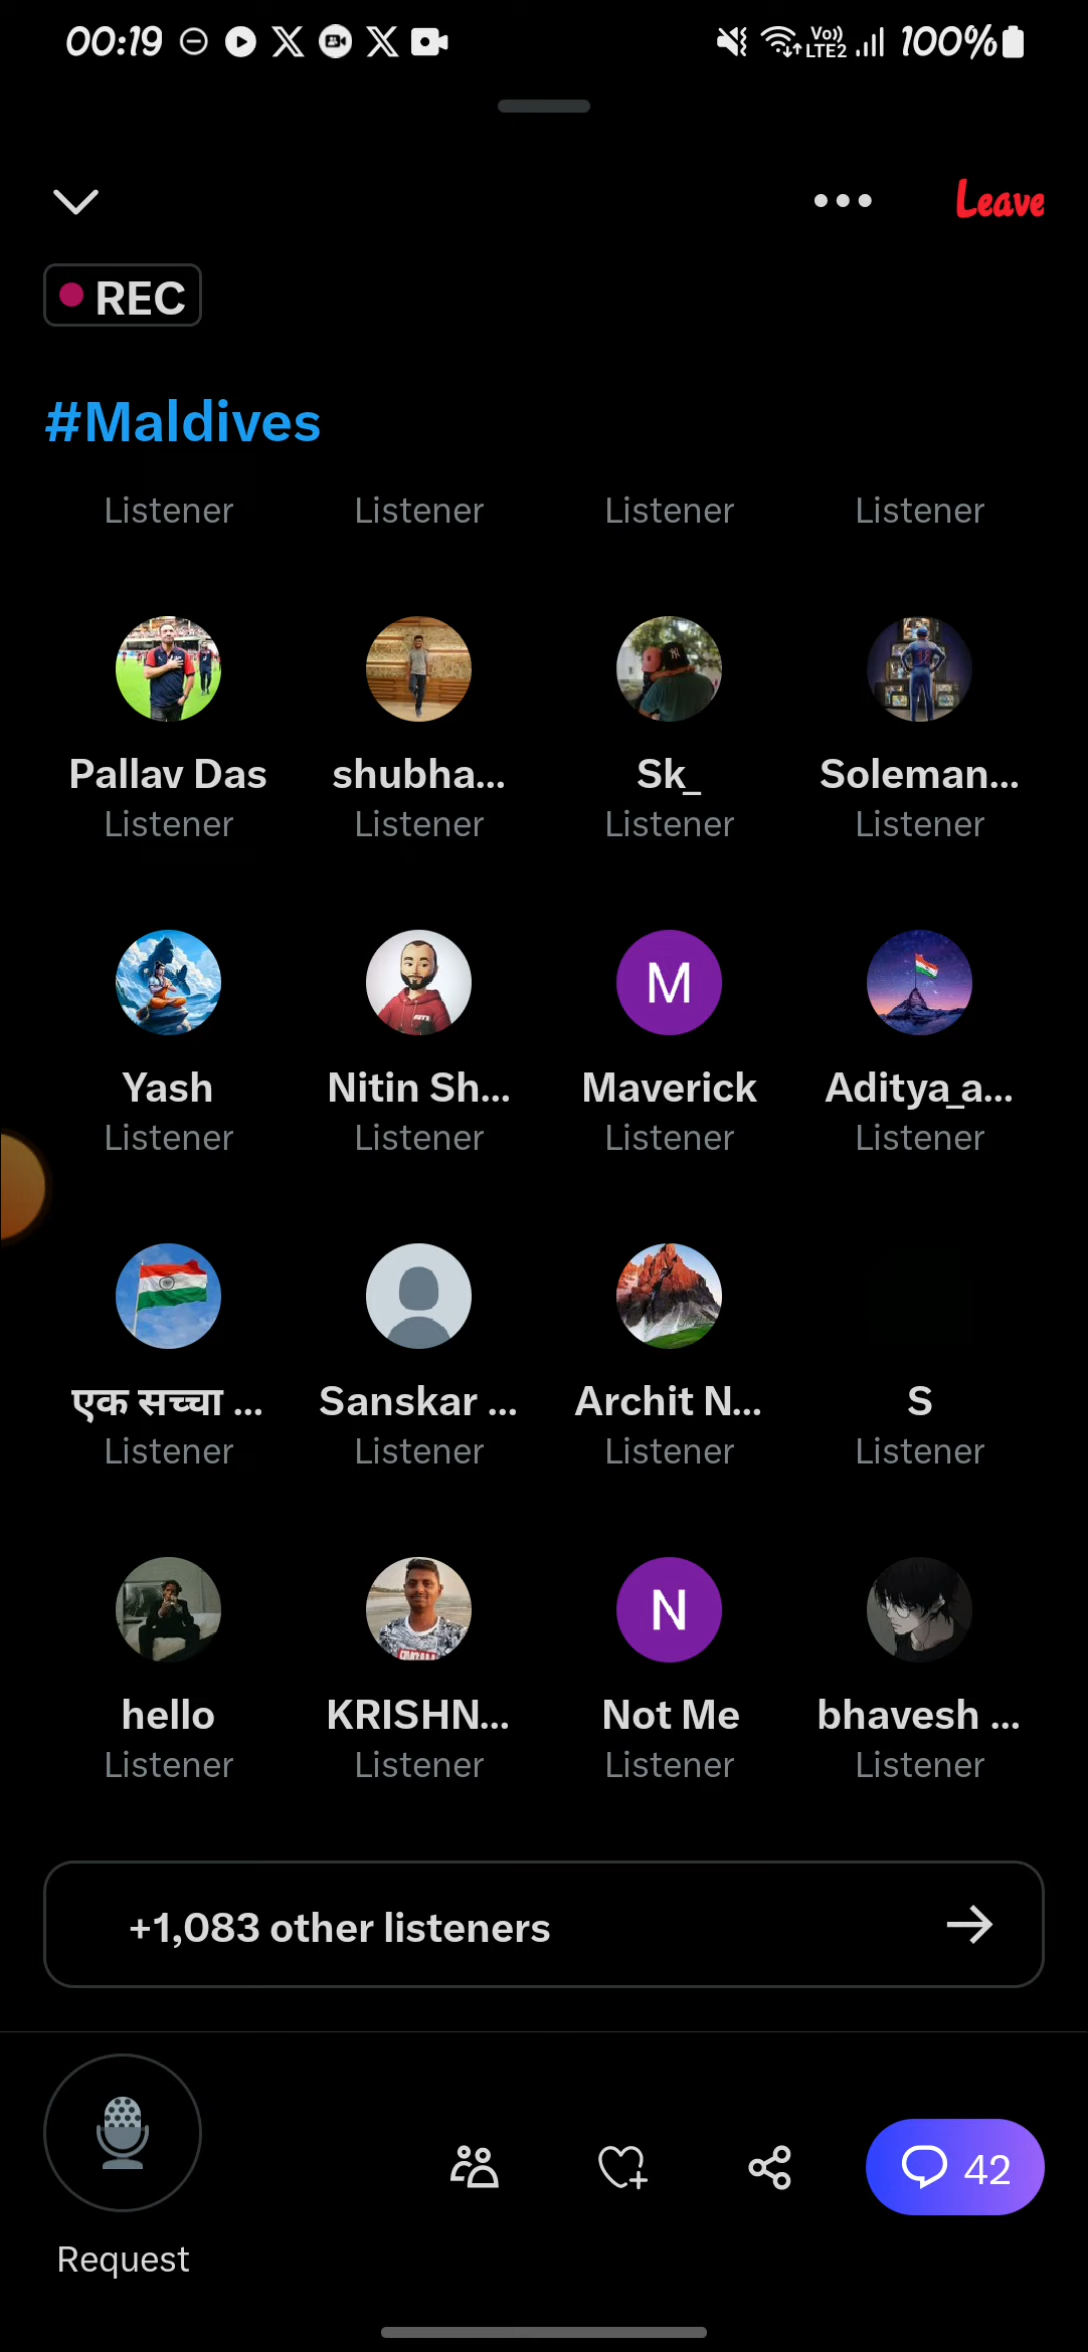 00:19 Vo)) LTE2 100%
Leave
REC
#Maldives
Listener Listener Listener Listener
Pallav Das shubha... Sk_ Soleman...
Listener Listener Listener Listener
Yash Nitin Sh... Maverick Aditya_a...
Listener Listener Listener Listener
एक सच्चा ... Sanskar ... Archit N... S
Listener Listener Listener Listener
hello KRISHN... Not Me bhavesh ...
Listener Listener Listener Listener
+1,083 other listeners
42
Request